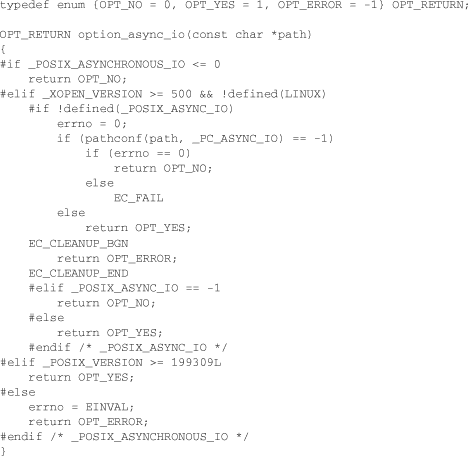 typedef enum {OPT_NO = 0, OPT_YES = 1, OPT_ERROR = -1} OPT_RETURN;

OPT_RETURN option_async_io(const char *path)
{
#if _POSIX_ASYNCHRONOUS_IO <= 0
    return OPT_NO;
#elif _XOPEN_VERSION >= 500 && !defined(LINUX)
    #if !defined(_POSIX_ASYNC_IO)
        errno = 0;
        if (pathconf(path, _PC_ASYNC_IO) == -1)
            if (errno == 0)
                return OPT_NO;
            else
                EC_FAIL
        else
            return OPT_YES;
    EC_CLEANUP_BGN
        return OPT_ERROR;
    EC_CLEANUP_END
    #elif _POSIX_ASYNC_IO == -1
        return OPT_NO;
    #else
        return OPT_YES;
    #endif /* _POSIX_ASYNC_IO */
#elif _POSIX_VERSION >= 199309L
    return OPT_YES;
#else
    errno = EINVAL;
    return OPT_ERROR;
#endif /* _POSIX_ASYNCHRONOUS_IO */
}